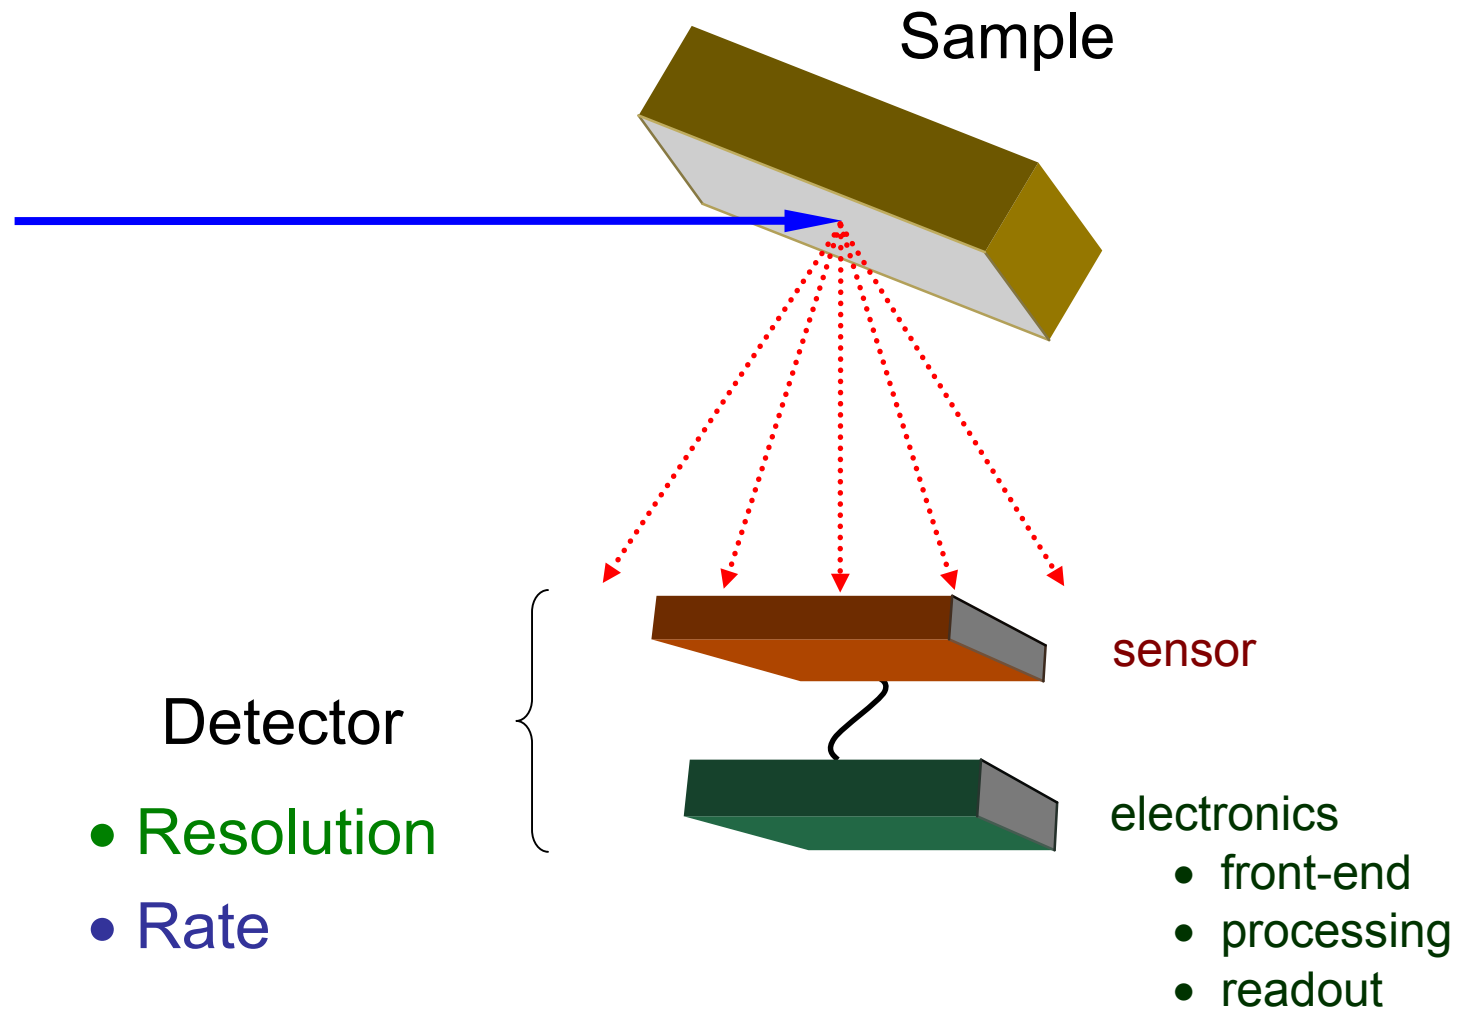 Sample
sensor
Detector
• Resolution
• Rate
electronics
• front-end
• processing
• readout